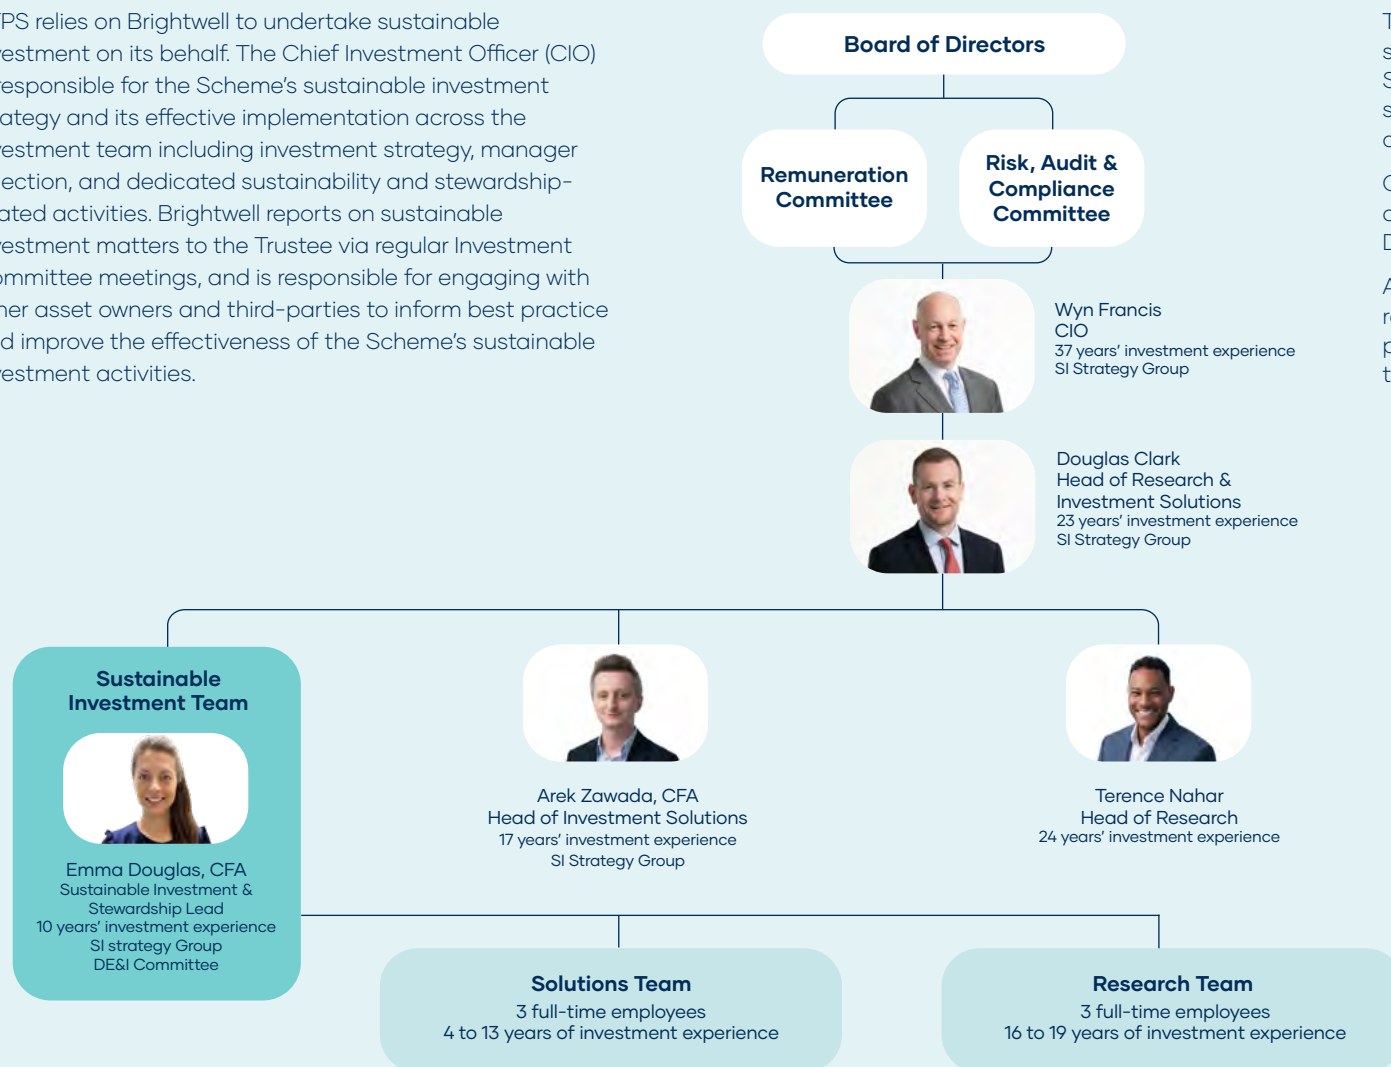 PS relies on Brightwell to undertake sustainable
vestment on its behalf. The Chief Investment Officer (CIO)
responsible for the Scheme's sustainable investment
ategy and its effective implementation across the
vestment team including investment strategy, manager
ection, and dedicated sustainability and stewardship-
ated activities. Brightwell reports on sustainable
vestment matters to the Trustee via regular Investment
ommittee meetings, and is responsible for engaging with
her asset owners and third-parties to inform best practice
d improve the effectiveness of the Scheme's sustainable
vestment activities.
Board of Directors
Remuneration
Committee
Risk, Audit &
Compliance
Committee
Wyn Francis
CIO
37 years' investment experience
SI Strategy Group
Douglas Clark
Head of Research &
Investment Solutions
23 years' investment experience
SI Strategy Group
Sustainable
Investment Team
Emma Douglas, CFA
Sustainable Investment &
Stewardship Lead
10 years' investment experience
SI strategy Group
DE&I Committee
Arek Zawada, CFA
Head of Investment Solutions
17 years' investment experience
SI Strategy Group
Terence Nahar
Head of Research
24 years' investment experience
Solutions Team
3 full-time employees
4 to 13 years of investment experience
Research Team
3 full-time employees
16 to 19 years of investment experience